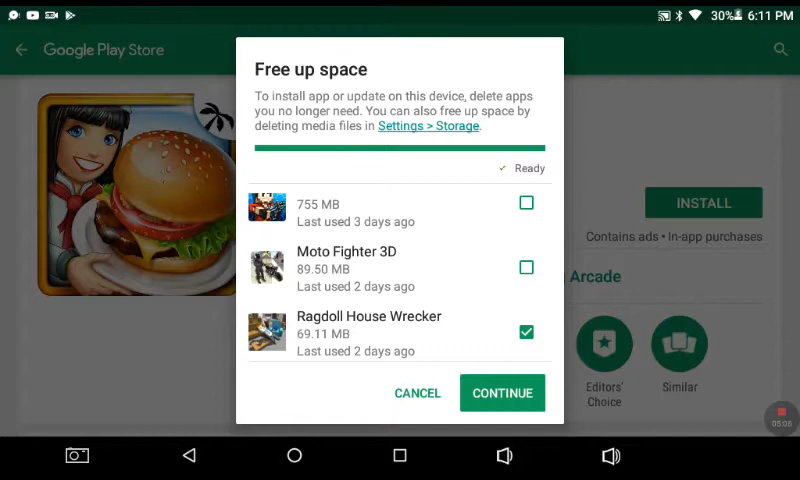 30% 6:11 PM
Google Play Store
Free up space
To install app or update on this device, delete apps
you no longer need. You can also free up space by
deleting media files in Settings > Storage.
Ready
755 MB
Last used 3 days ago
Moto Fighter 3D
89.50 MB
Last used 2 days ago
Ragdoll House Wrecker
69.11 MB
Last used 2 days ago
CANCEL
CONTINUE
INSTALL
Contains ads • In-app purchases
Arcade
Editors'
Choice
Similar